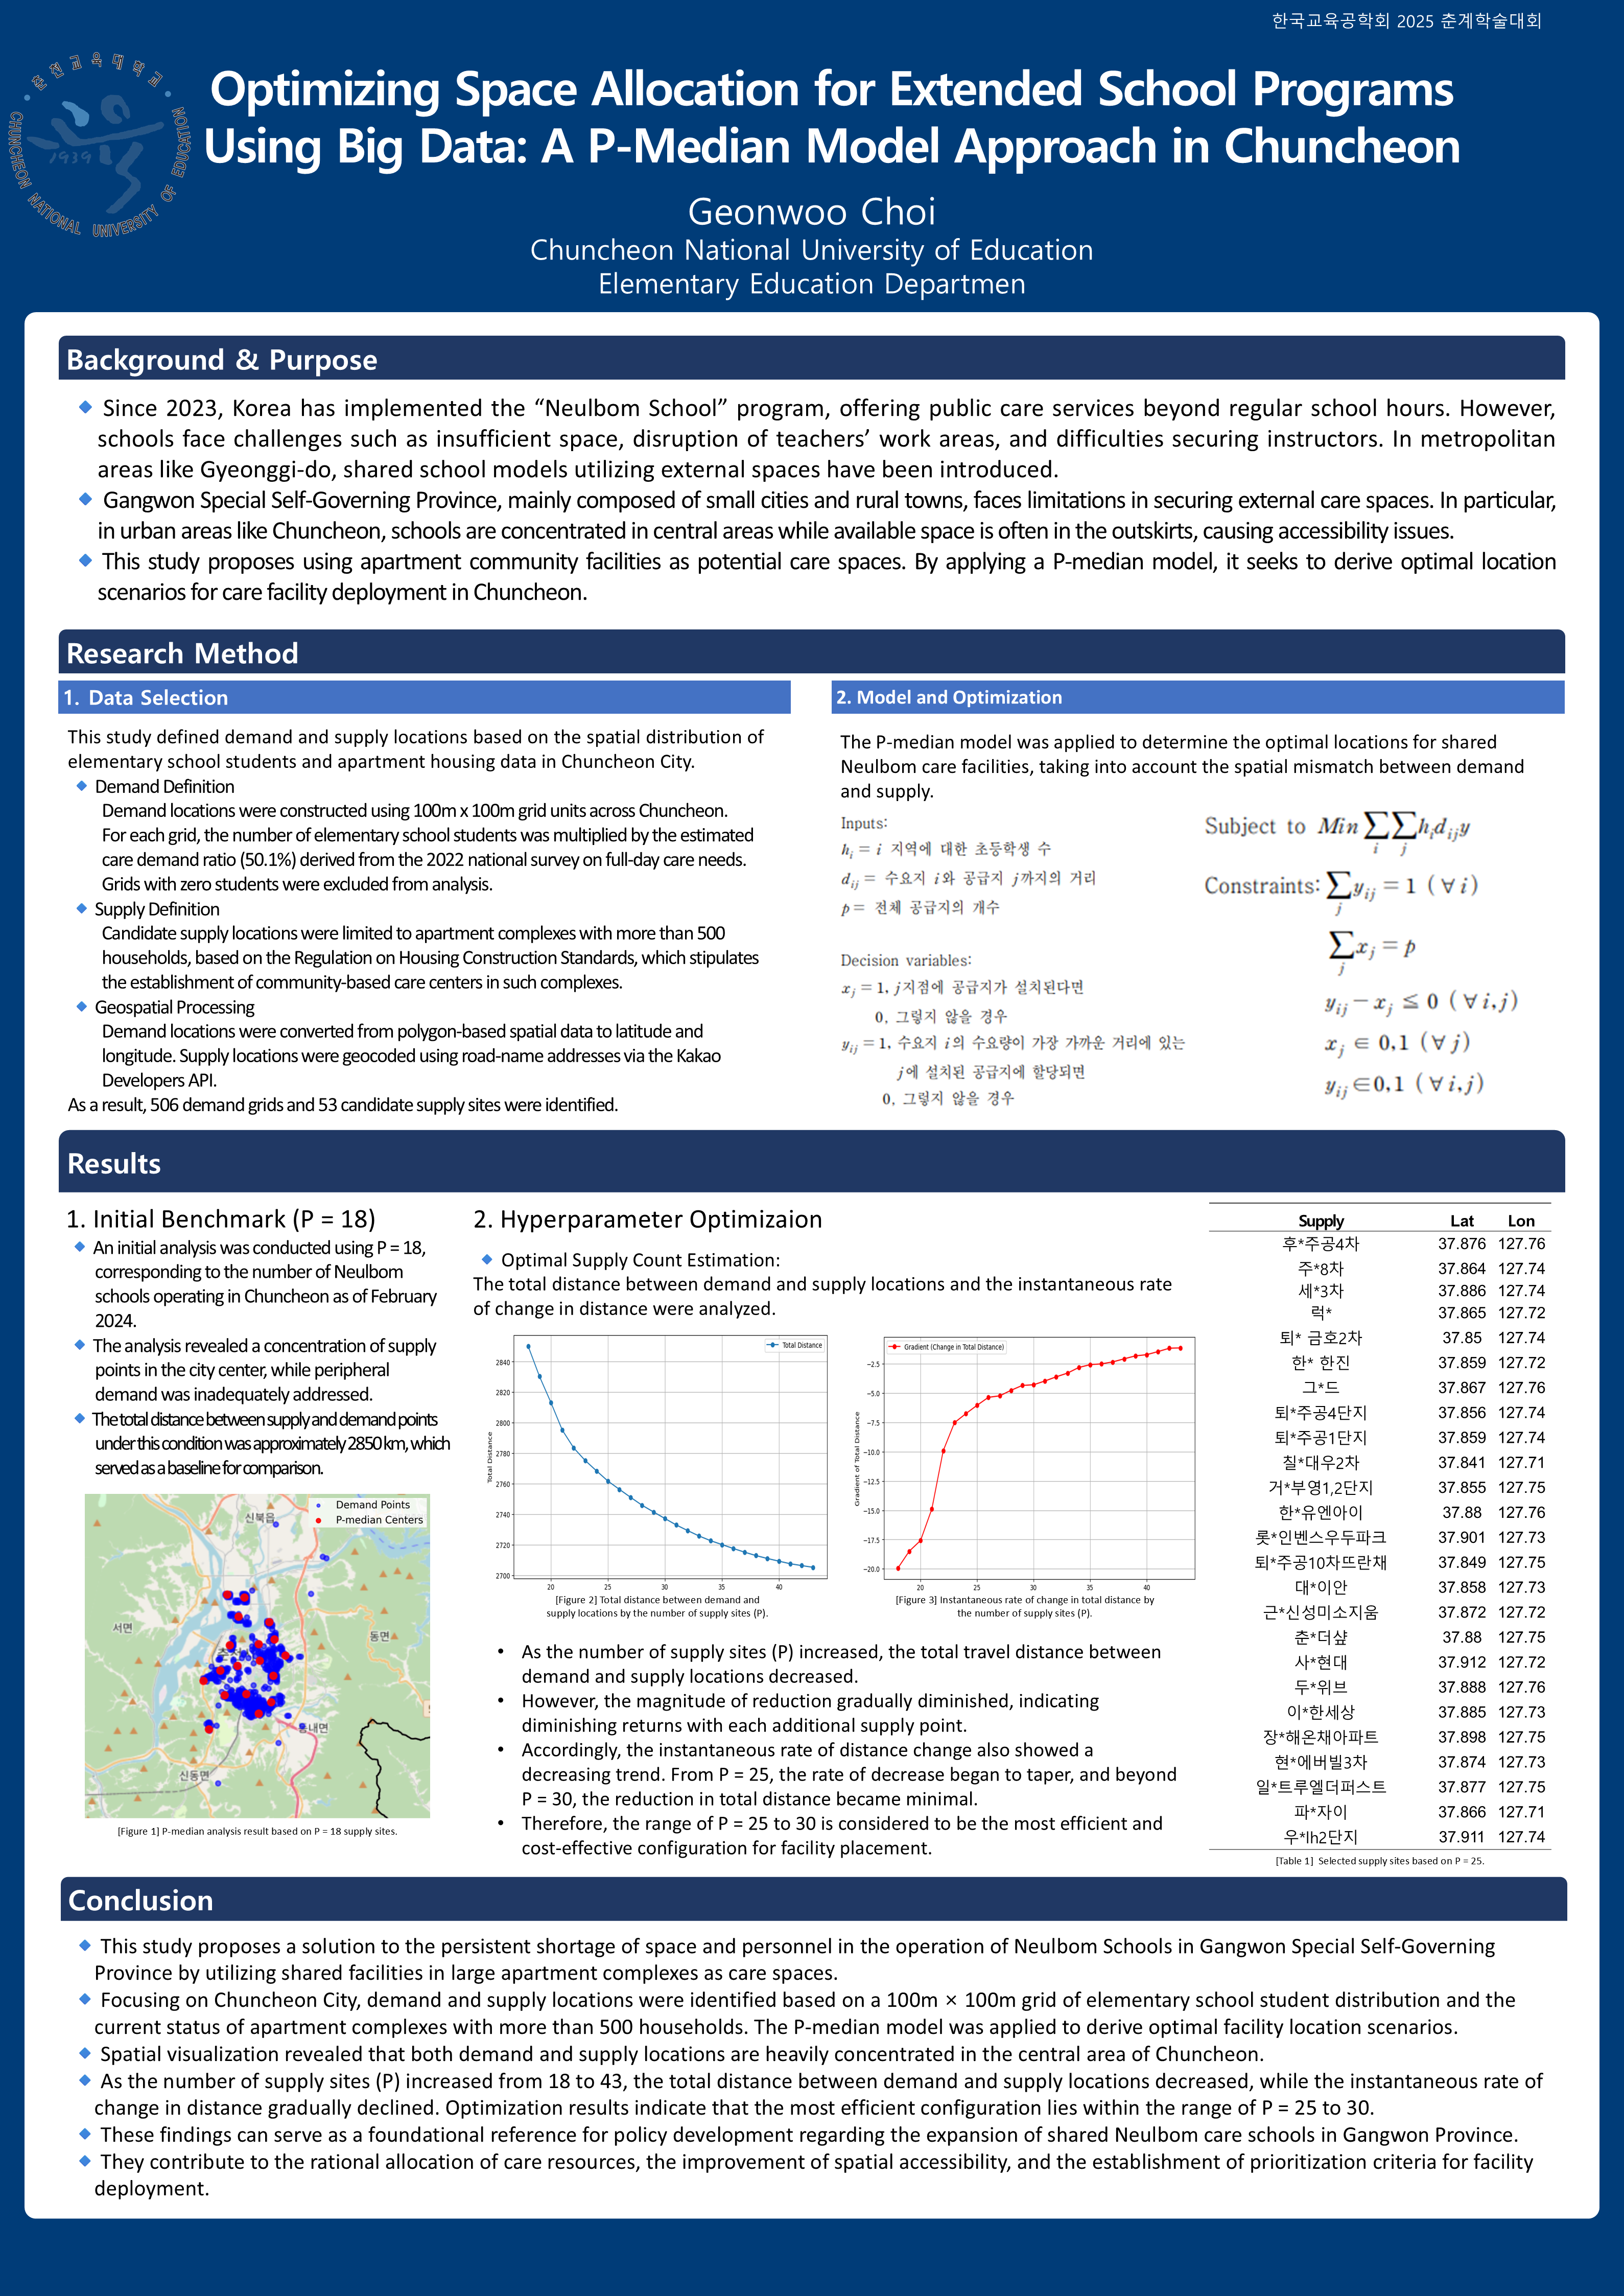 한국교육공학회 2025 춘계학술대회
춘천교육대학교
CHUNCHEON NATIONAL UNIVERSITY OF EDUCATION
1939
Optimizing Space Allocation for Extended School Programs
Using Big Data: A P-Median Model Approach in Chuncheon
Geonwoo Choi
Chuncheon National University of Education
Elementary Education Departmen
Background & Purpose
Since 2023, Korea has implemented the “Neulbom School” program, offering public care services beyond regular school hours. However,
schools face challenges such as insufficient space, disruption of teachers’ work areas, and difficulties securing instructors. In metropolitan
areas like Gyeonggi-do, shared school models utilizing external spaces have been introduced.
Gangwon Special Self-Governing Province, mainly composed of small cities and rural towns, faces limitations in securing external care spaces. In particular,
in urban areas like Chuncheon, schools are concentrated in central areas while available space is often in the outskirts, causing accessibility issues.
This study proposes using apartment community facilities as potential care spaces. By applying a P-median model, it seeks to derive optimal location
scenarios for care facility deployment in Chuncheon.
Research Method
1. Data Selection
This study defined demand and supply locations based on the spatial distribution of
elementary school students and apartment housing data in Chuncheon City.
Demand Definition
Demand locations were constructed using 100m x 100m grid units across Chuncheon.
For each grid, the number of elementary school students was multiplied by the estimated
care demand ratio (50.1%) derived from the 2022 national survey on full-day care needs.
Grids with zero students were excluded from analysis.
Supply Definition
Candidate supply locations were limited to apartment complexes with more than 500
households, based on the Regulation on Housing Construction Standards, which stipulates
the establishment of community-based care centers in such complexes.
Geospatial Processing
Demand locations were converted from polygon-based spatial data to latitude and
longitude. Supply locations were geocoded using road-name addresses via the Kakao
Developers API.
As a result, 506 demand grids and 53 candidate supply sites were identified.
2. Model and Optimization
The P-median model was applied to determine the optimal locations for shared
Neulbom care facilities, taking into account the spatial mismatch between demand
and supply.
Inputs:
h_i = i 지역에 대한 초등학생 수
d_ij = 수요지 i와 공급지 j까지의 거리
p = 전체 공급지의 개수
Decision variables:
x_j = 1, j지점에 공급지가 설치된다면
0, 그렇지 않을 경우
y_ij = 1, 수요지 i의 수요량이 가장 가까운 거리에 있는
j에 설치된 공급지에 할당되면
0, 그렇지 않을 경우
Subject to Min ∑_i ∑_j h_i d_ij y
Constraints: ∑_j y_ij = 1 (∀i)
∑_j x_j = p
y_ij − x_j ≤ 0 (∀i,j)
x_j ∈ 0,1 (∀j)
y_ij ∈ 0,1 (∀i,j)
Results
1. Initial Benchmark (P = 18)
An initial analysis was conducted using P = 18,
corresponding to the number of Neulbom
schools operating in Chuncheon as of February
2024.
The analysis revealed a concentration of supply
points in the city center, while peripheral
demand was inadequately addressed.
The total distance between supply and demand points
under this condition was approximately 2850 km, which
served as a baseline for comparison.
Demand Points
P-median Centers
신북읍
서면
동면
동내면
신동면
[Figure 1] P-median analysis result based on P = 18 supply sites.
2. Hyperparameter Optimizaion
Optimal Supply Count Estimation:
The total distance between demand and supply locations and the instantaneous rate
of change in distance were analyzed.
Total Distance
Total Distance
2840
2820
2800
2780
2760
2740
2720
2700
20 25 30 35 40
[Figure 2] Total distance between demand and
supply locations by the number of supply sites (P).
Gradient (Change in Total Distance)
Gradient of Total Distance
−2.5
−5.0
−7.5
−10.0
−12.5
−15.0
−17.5
−20.0
20 25 30 35 40
[Figure 3] Instantaneous rate of change in total distance by
the number of supply sites (P).
• As the number of supply sites (P) increased, the total travel distance between
demand and supply locations decreased.
• However, the magnitude of reduction gradually diminished, indicating
diminishing returns with each additional supply point.
• Accordingly, the instantaneous rate of distance change also showed a
decreasing trend. From P = 25, the rate of decrease began to taper, and beyond
P = 30, the reduction in total distance became minimal.
• Therefore, the range of P = 25 to 30 is considered to be the most efficient and
cost-effective configuration for facility placement.
Supply Lat Lon
후*주공4차 37.876 127.76
주*8차 37.864 127.74
세*3차 37.886 127.74
럭* 37.865 127.72
퇴* 금호2차 37.85 127.74
한* 한진 37.859 127.72
그*드 37.867 127.76
퇴*주공4단지 37.856 127.74
퇴*주공1단지 37.859 127.74
칠*대우2차 37.841 127.71
거*부영1,2단지 37.855 127.75
한*유엔아이 37.88 127.76
롯*인벤스우두파크 37.901 127.73
퇴*주공10차뜨란채 37.849 127.75
대*이안 37.858 127.73
근*신성미소지움 37.872 127.72
춘*더샾 37.88 127.75
사*현대 37.912 127.72
두*위브 37.888 127.76
이*한세상 37.885 127.73
장*해온채아파트 37.898 127.75
현*에버빌3차 37.874 127.73
일*트루엘더퍼스트 37.877 127.75
파*자이 37.866 127.71
우*lh2단지 37.911 127.74
[Table 1] Selected supply sites based on P = 25.
Conclusion
This study proposes a solution to the persistent shortage of space and personnel in the operation of Neulbom Schools in Gangwon Special Self-Governing
Province by utilizing shared facilities in large apartment complexes as care spaces.
Focusing on Chuncheon City, demand and supply locations were identified based on a 100m × 100m grid of elementary school student distribution and the
current status of apartment complexes with more than 500 households. The P-median model was applied to derive optimal facility location scenarios.
Spatial visualization revealed that both demand and supply locations are heavily concentrated in the central area of Chuncheon.
As the number of supply sites (P) increased from 18 to 43, the total distance between demand and supply locations decreased, while the instantaneous rate of
change in distance gradually declined. Optimization results indicate that the most efficient configuration lies within the range of P = 25 to 30.
These findings can serve as a foundational reference for policy development regarding the expansion of shared Neulbom care schools in Gangwon Province.
They contribute to the rational allocation of care resources, the improvement of spatial accessibility, and the establishment of prioritization criteria for facility
deployment.